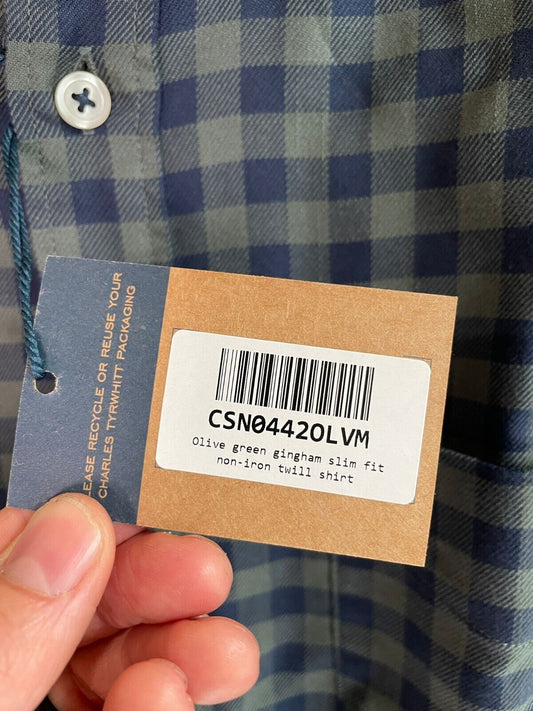 PLEASE RECYCLE OR REUSE YOUR
CHARLES TYRWHITT PACKAGING
CSN0442OLVM
Olive green gingham slim fit
non-iron twill shirt